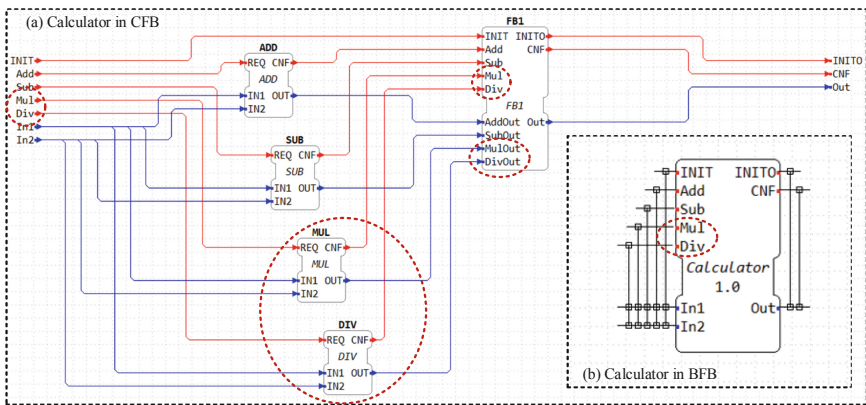 (a) Calculator in CFB
FB1
INIT INITO
Add CNF
Sub
Mul
Div
FB1
AddOut Out
SubOut
MulOut
DivOut
INIT
Add
Sub
Mul
Div
In1
In2
ADD
REQ CNF
ADD
IN1 OUT
IN2
SUB
REQ CNF
SUB
IN1 OUT
IN2
MUL
REQ CNF
MUL
IN1 OUT
IN2
DIV
REQ CNF
DIV
IN1 OUT
IN2
INITO
CNF
Out
INIT INITO
Add CNF
Sub
Mul
Div
Calculator
1.0
In1 Out
In2
(b) Calculator in BFB